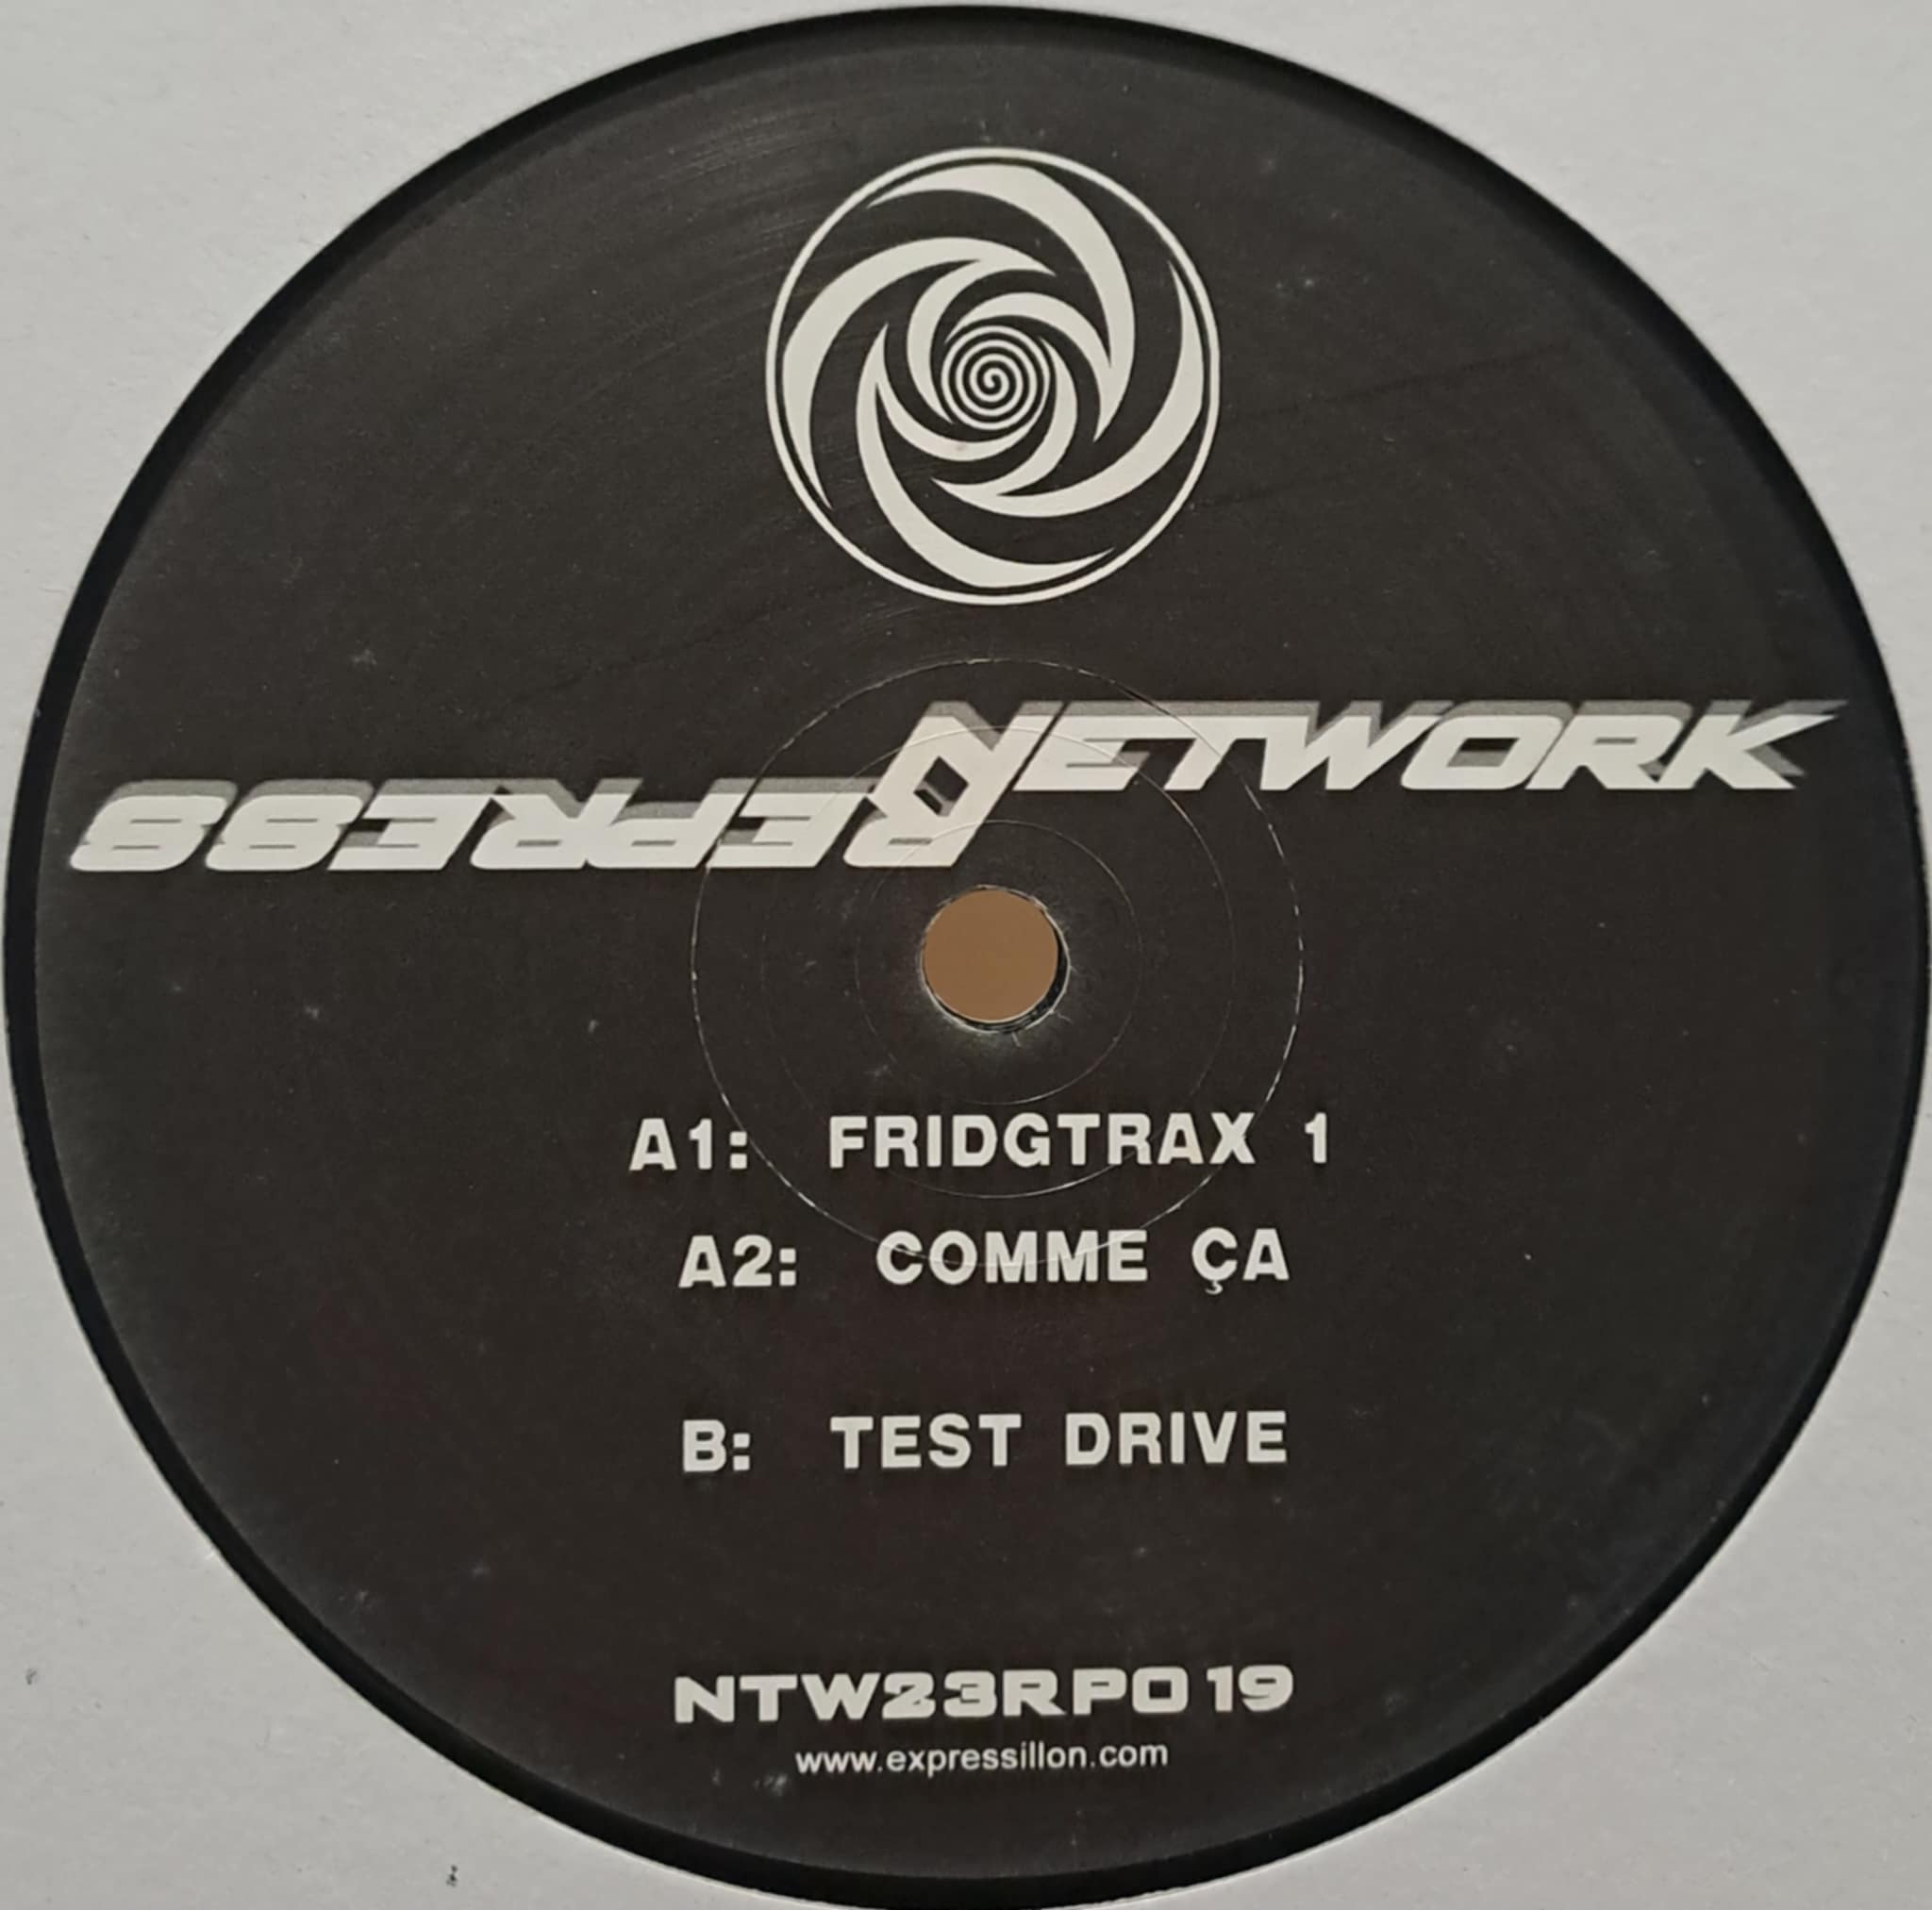 NETWORK
REPRESS
A1: FRIDGTRAX 1
A2: COMME ÇA
B: TEST DRIVE
NTW23RP019
www.expressillon.com